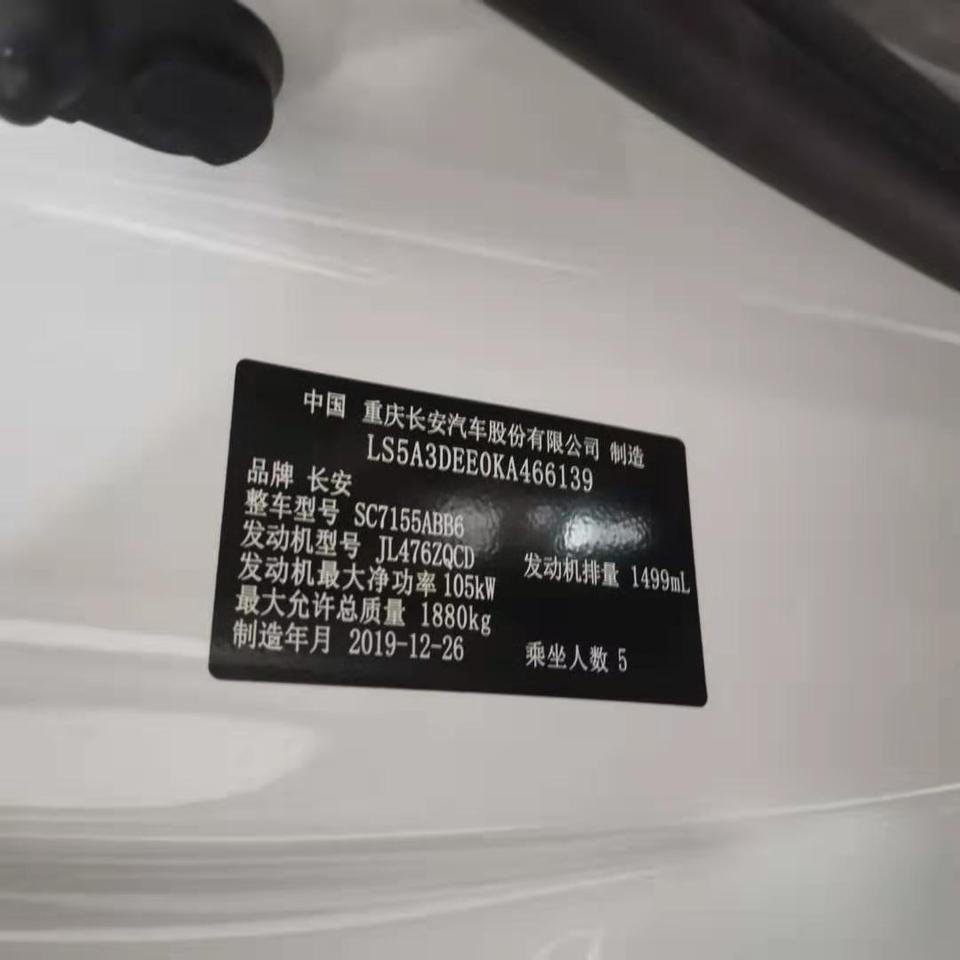 中国 重庆长安汽车股份有限公司 制造
LS5A3DEE0KA466139
品牌 长安
整车型号 SC7155ABB6
发动机型号 JL476ZQCD 发动机排量 1499mL
发动机最大净功率 105kW
最大允许总质量 1880kg
制造年月 2019-12-26 乘坐人数 5